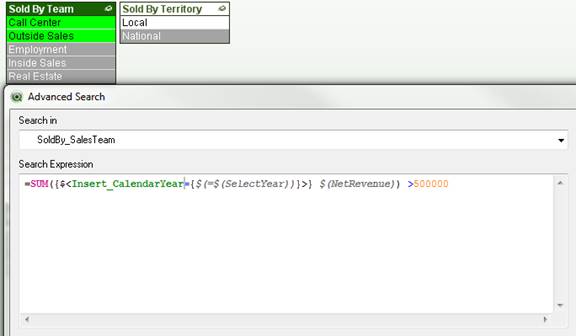 Sold By Team Sold By Territory
Call Center Local
Outside Sales National
Employment
Inside Sales
Real Estate
Advanced Search
Search in
SoldBy_SalesTeam
Search Expression
=SUM({$<Insert_CalendarYear={$(=$(SelectYear))}>} $(NetRevenue)) >500000